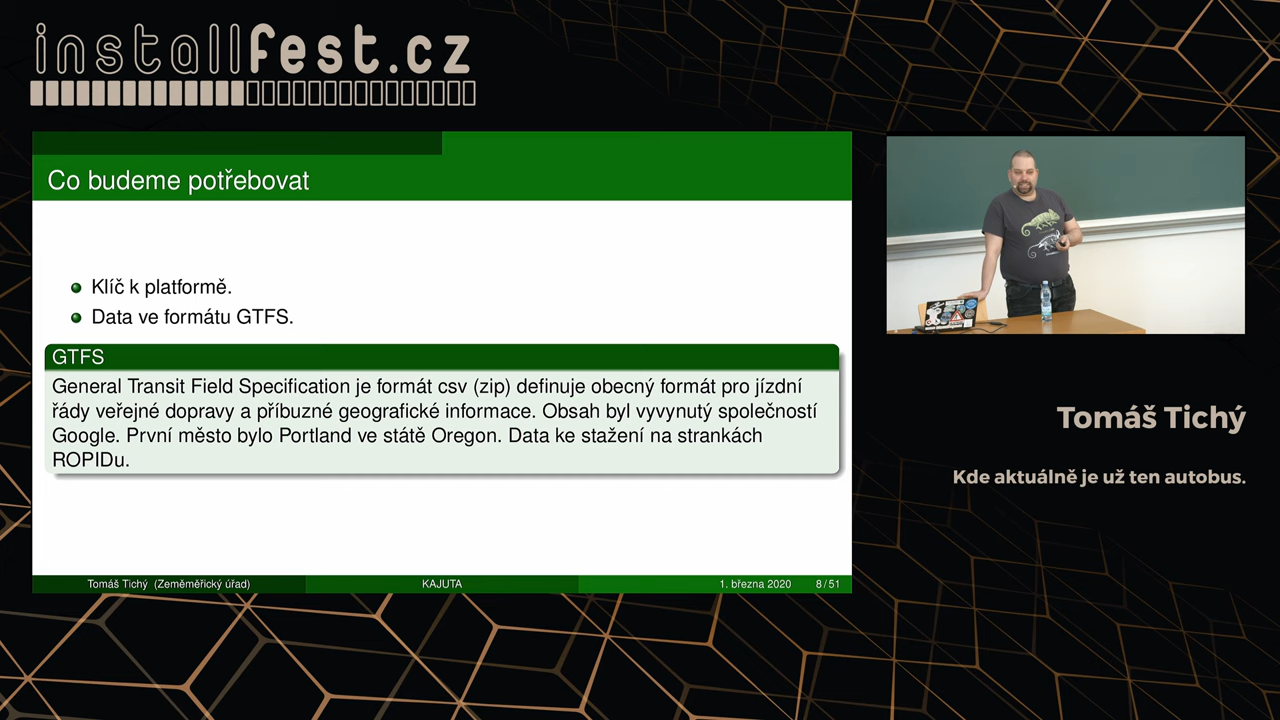 installfest.cz
Co budeme potřebovat
Klíč k platformě.
Data ve formátu GTFS.
GTFS
General Transit Field Specification je formát csv (zip) definuje obecný formát pro jízdní
řády veřejné dopravy a příbuzné geografické informace. Obsah byl vyvynutý společností
Google. První město bylo Portland ve státě Oregon. Data ke stažení na strankách
ROPIDu.
Tomáš Tichý (Zeměměřický úřad)
KAJUTA
1. března 2020
8 / 51
Tomáš Tichý
Kde aktuálně je už ten autobus.